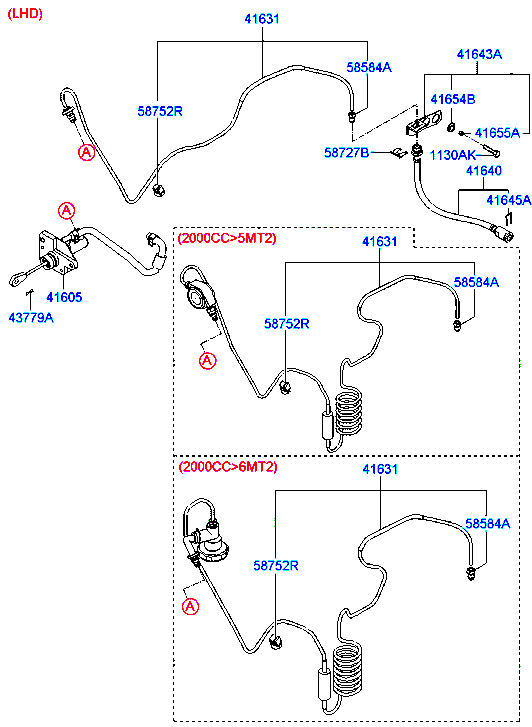 (LHD)
41631
41643A
58584A
41654B
58752R
41655A
58727B
1130AK
A
41640
41645A
A
(2000CC>5MT2)
41631
58584A
41605
43779A
58752R
A
(2000CC>6MT2)
41631
58584A
58752R
A